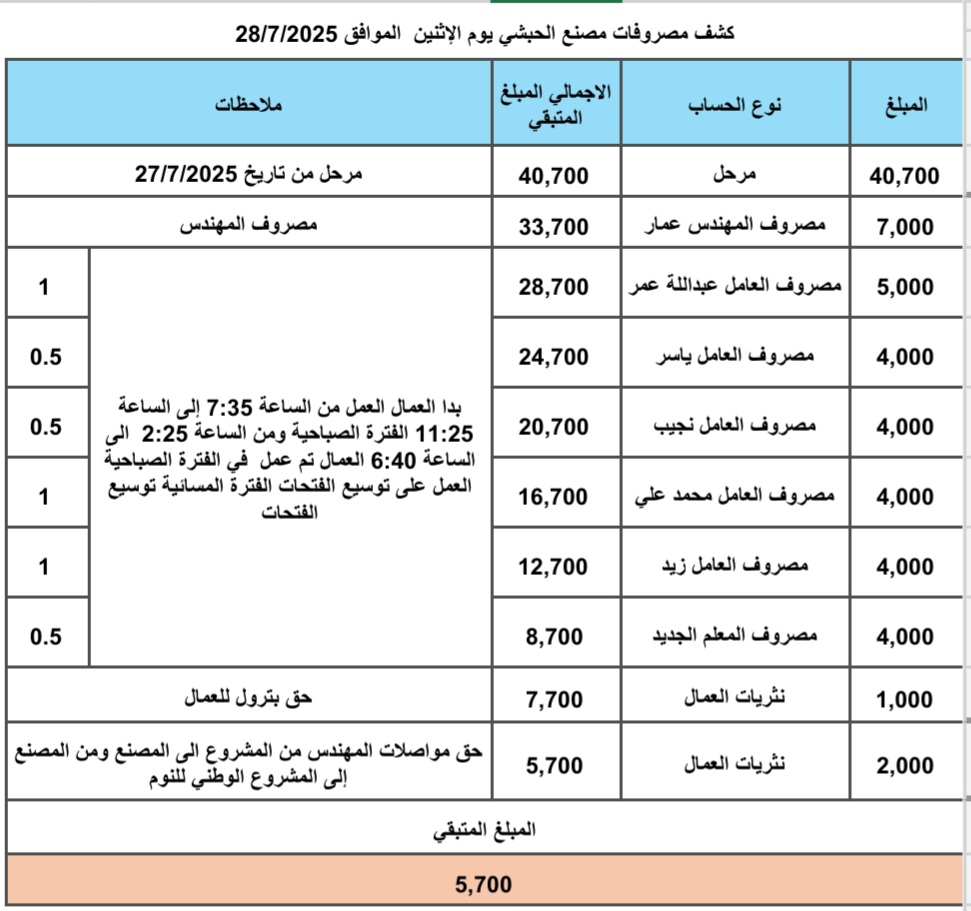 كشف مصروفات مصنع الحبشي يوم الإثنين الموافق 28/7/2025
المبلغ نوع الحساب الاجمالي المبلغ المتبقي ملاحظات
40,700 مرحل 40,700 مرحل من تاريخ 27/7/2025
7,000 مصروف المهندس عمار 33,700 مصروف المهندس
5,000 مصروف العامل عبداللة عمر 28,700 1
4,000 مصروف العامل ياسر 24,700 0.5
4,000 مصروف العامل نجيب 20,700 0.5
4,000 مصروف العامل محمد علي 16,700 1
4,000 مصروف العامل زيد 12,700 1
4,000 مصروف المعلم الجديد 8,700 0.5
بدا العمال العمل من الساعة 7:35 إلى الساعة
11:25 الفترة الصباحية ومن الساعة 2:25 الى
الساعة 6:40 العمال تم عمل في الفترة الصباحية
العمل على توسيع الفتحات الفترة المسائية توسيع
الفتحات
1,000 نثريات العمال 7,700 حق بترول للعمال
2,000 نثريات العمال 5,700 حق مواصلات المهندس من المشروع الى المصنع ومن المصنع
إلى المشروع الوطني للنوم
المبلغ المتبقي
5,700